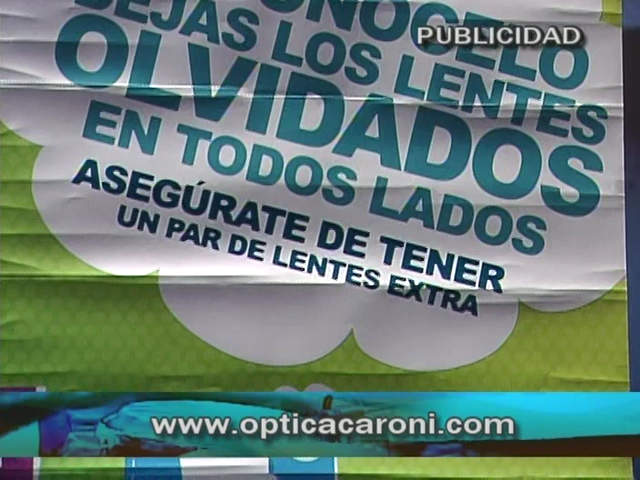 PUBLICIDAD
CONOCELO
DEJAS LOS LENTES
OLVIDADOS
EN TODOS LADOS
ASEGÚRATE DE TENER
UN PAR DE LENTES EXTRA
www.opticacaroni.com